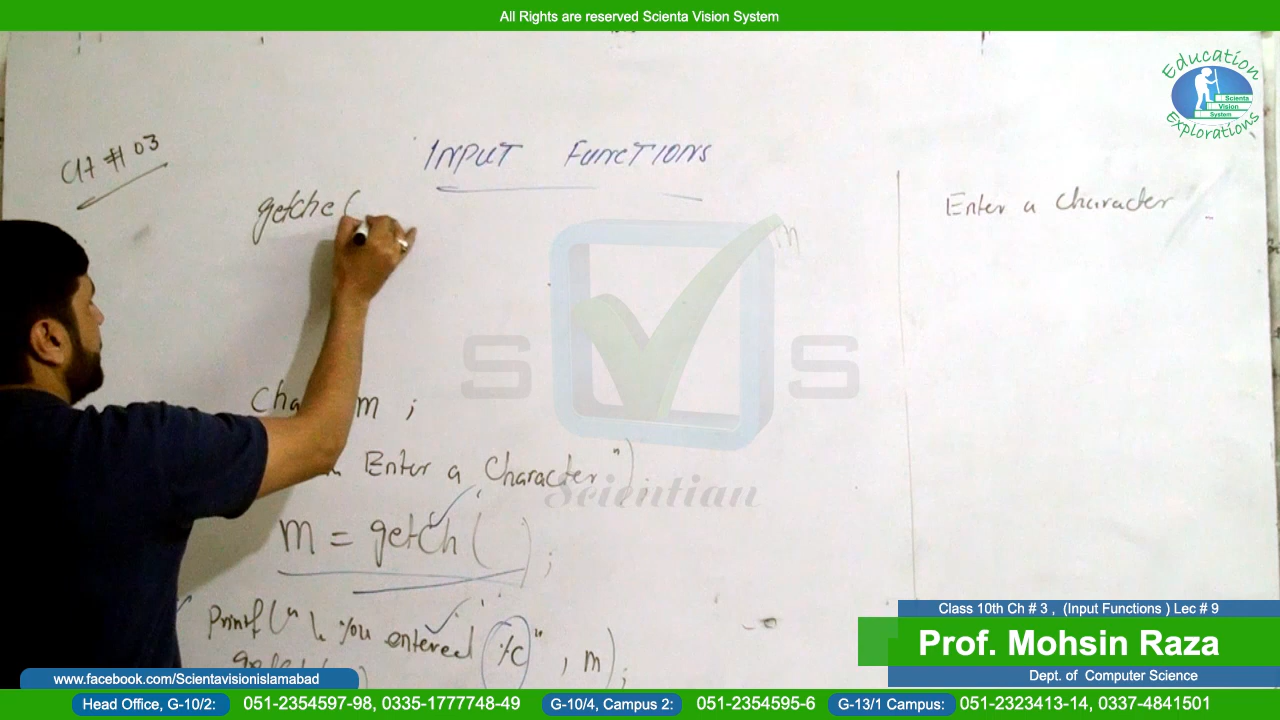 All Rights are reserved Scienta Vision System
Education
Scienta
Vision
System
Explorations
CH # 03
INPUT FUNCTIONS
getche (
Enter a Character
m
S S
Scientian
m ;
Enter a Character")
m = getch ( ) ;
Printf (" \n You entered %c" , m) ;
Class 10th Ch # 3 , (Input Functions ) Lec # 9
Prof. Mohsin Raza
Dept. of Computer Science
www.facebook.com/Scientavisionislamabad
Head Office, G-10/2: 051-2354597-98, 0335-1777748-49 G-10/4, Campus 2: 051-2354595-6 G-13/1 Campus: 051-2323413-14, 0337-4841501